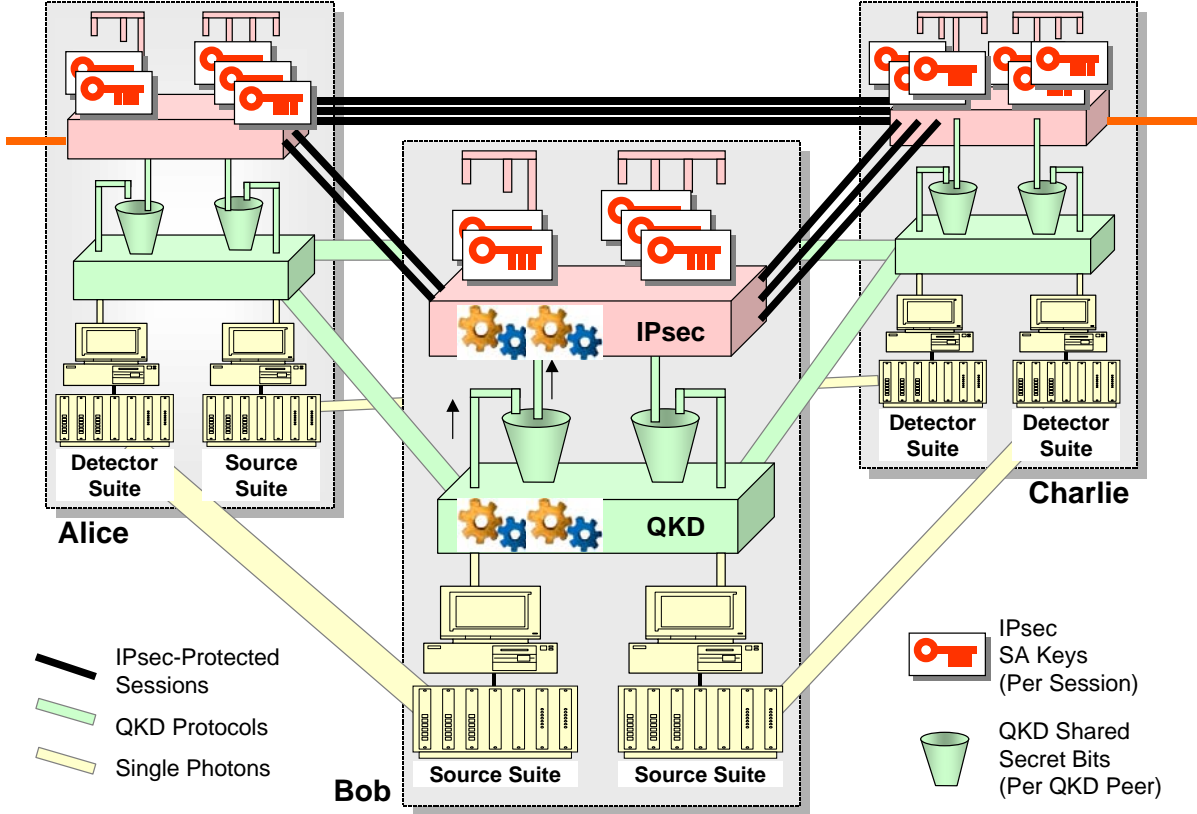 IPsec
Detector
Suite
Source
Suite
Detector
Suite
Detector
Suite
Alice
Charlie
QKD
IPsec-Protected
Sessions
QKD Protocols
Single Photons
Source Suite
Source Suite
Bob
IPsec
SA Keys
(Per Session)
QKD Shared
Secret Bits
(Per QKD Peer)